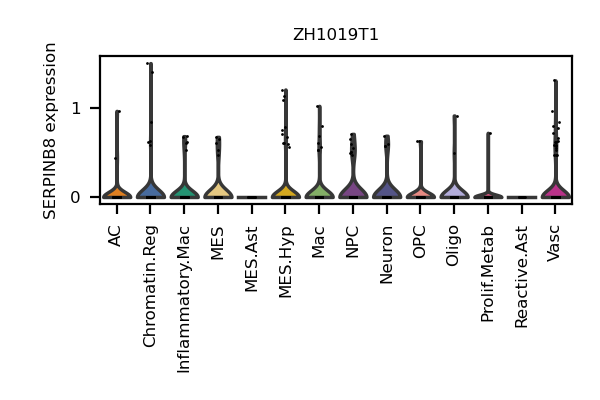 ZH1019T1
SERPINB8 expression
1
0
AC
Chromatin.Reg
Inflammatory.Mac
MES
MES.Ast
MES.Hyp
Mac
NPC
Neuron
OPC
Oligo
Prolif.Metab
Reactive.Ast
Vasc